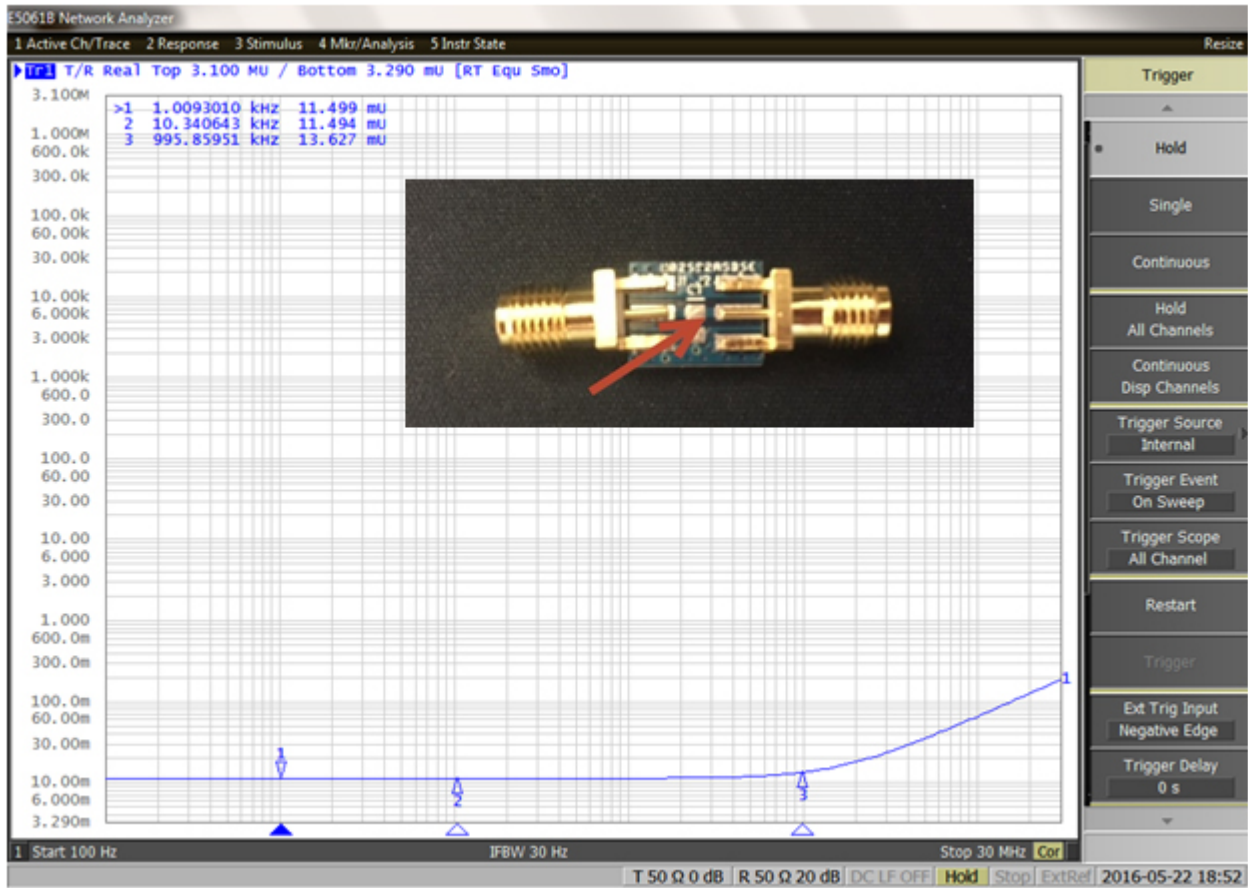 E5061B Network Analyzer
1 Active Ch/Trace 2 Response 3 Stimulus 4 Mkr/Analysis 5 Instr State
Resize
Tr1 T/R Real Top 3.100 MU / Bottom 3.290 mU [RT Equ Smo]
>1 1.0093010 kHz 11.499 mU
2 10.340643 kHz 11.494 mU
3 995.85951 kHz 13.627 mU
3.100M
1.000M
600.0k
300.0k
100.0k
60.00k
30.00k
10.00k
6.000k
3.000k
1.000k
600.0
300.0
100.0
60.00
30.00
10.00
6.000
3.000
1.000
600.0m
300.0m
100.0m
60.00m
30.00m
10.00m
6.000m
3.290m
C1
1
1
2
3
Trigger
Hold
Single
Continuous
Hold
All Channels
Continuous
Disp Channels
Trigger Source
Internal
Trigger Event
On Sweep
Trigger Scope
All Channel
Restart
Trigger
Ext Trig Input
Negative Edge
Trigger Delay
0 s
1 Start 100 Hz
IFBW 30 Hz
Stop 30 MHz Cor
T 50 Ω 0 dB R 50 Ω 20 dB DC LF OFF Hold Stop ExtRef 2016-05-22 18:52